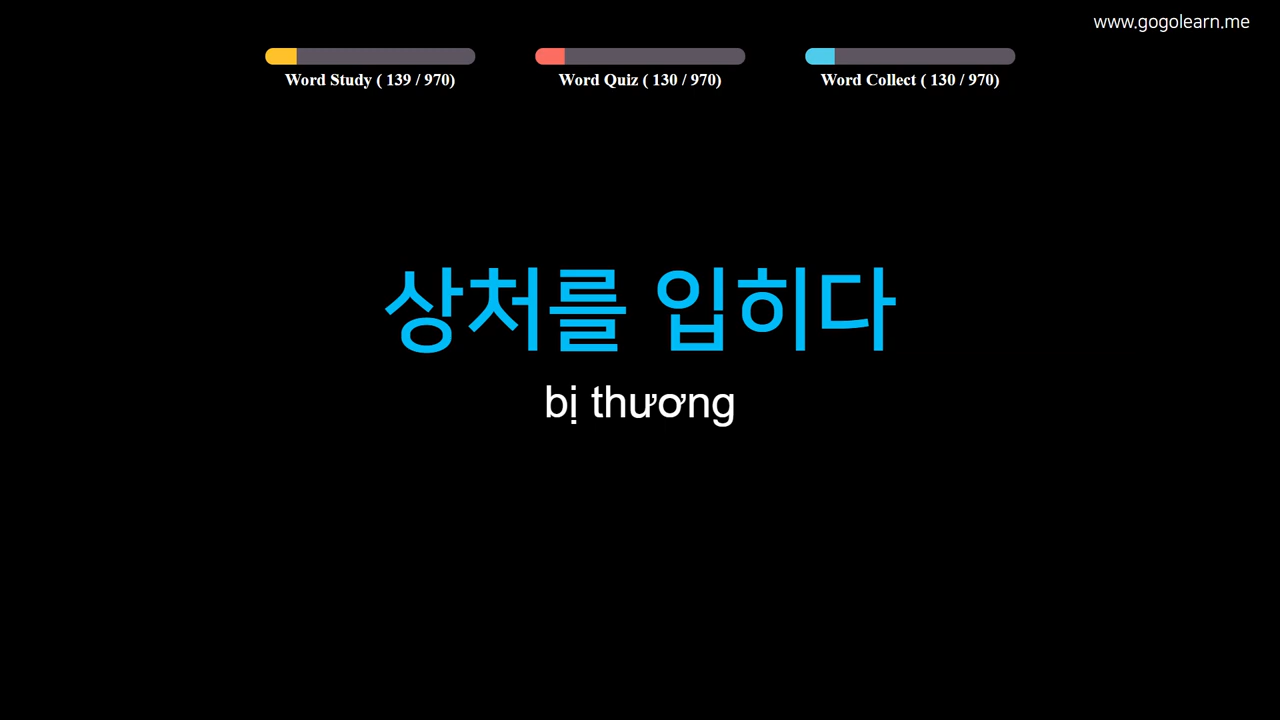 www.gogolearn.me
Word Study ( 139 / 970)
Word Quiz ( 130 / 970)
Word Collect ( 130 / 970)
상처를 입히다
bị thương